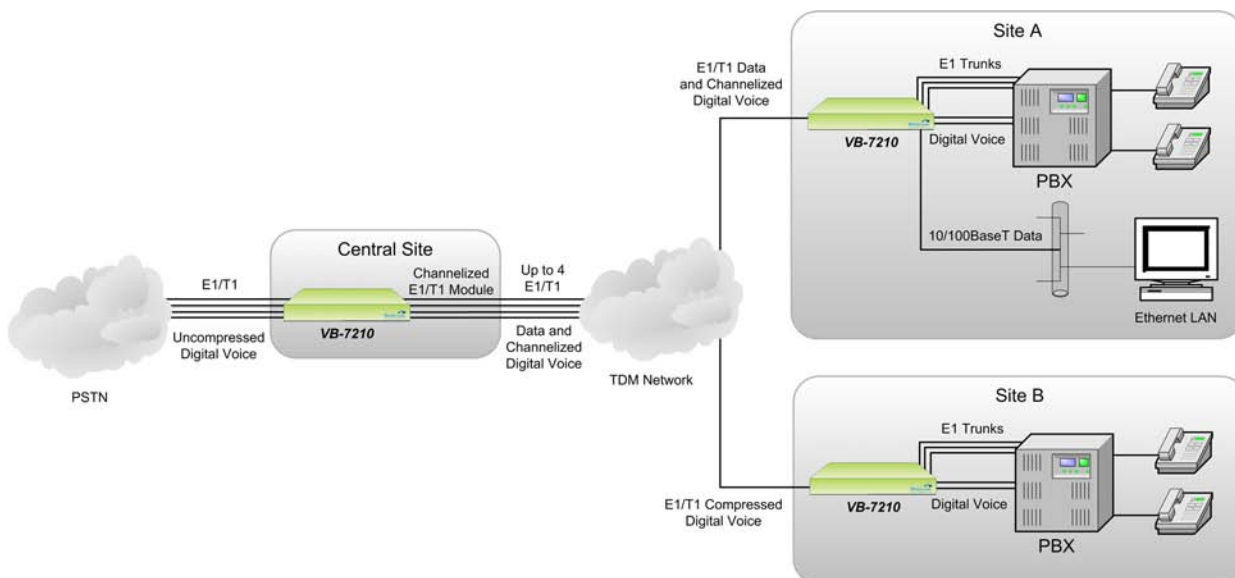 PSTN
E1/T1
Uncompressed
Digital Voice
Central Site
VB-7210
Channelized
E1/T1 Module
Up to 4
E1/T1
Data and
Channelized
Digital Voice
TDM Network
E1/T1 Data
and Channelized
Digital Voice
Site A
VB-7210
E1 Trunks
Digital Voice
PBX
10/100BaseT Data
Ethernet LAN
E1/T1 Compressed
Digital Voice
Site B
VB-7210
E1 Trunks
Digital Voice
PBX